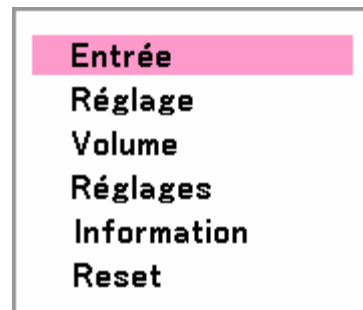 Entrée
Réglage
Volume
Réglages
Information
Reset